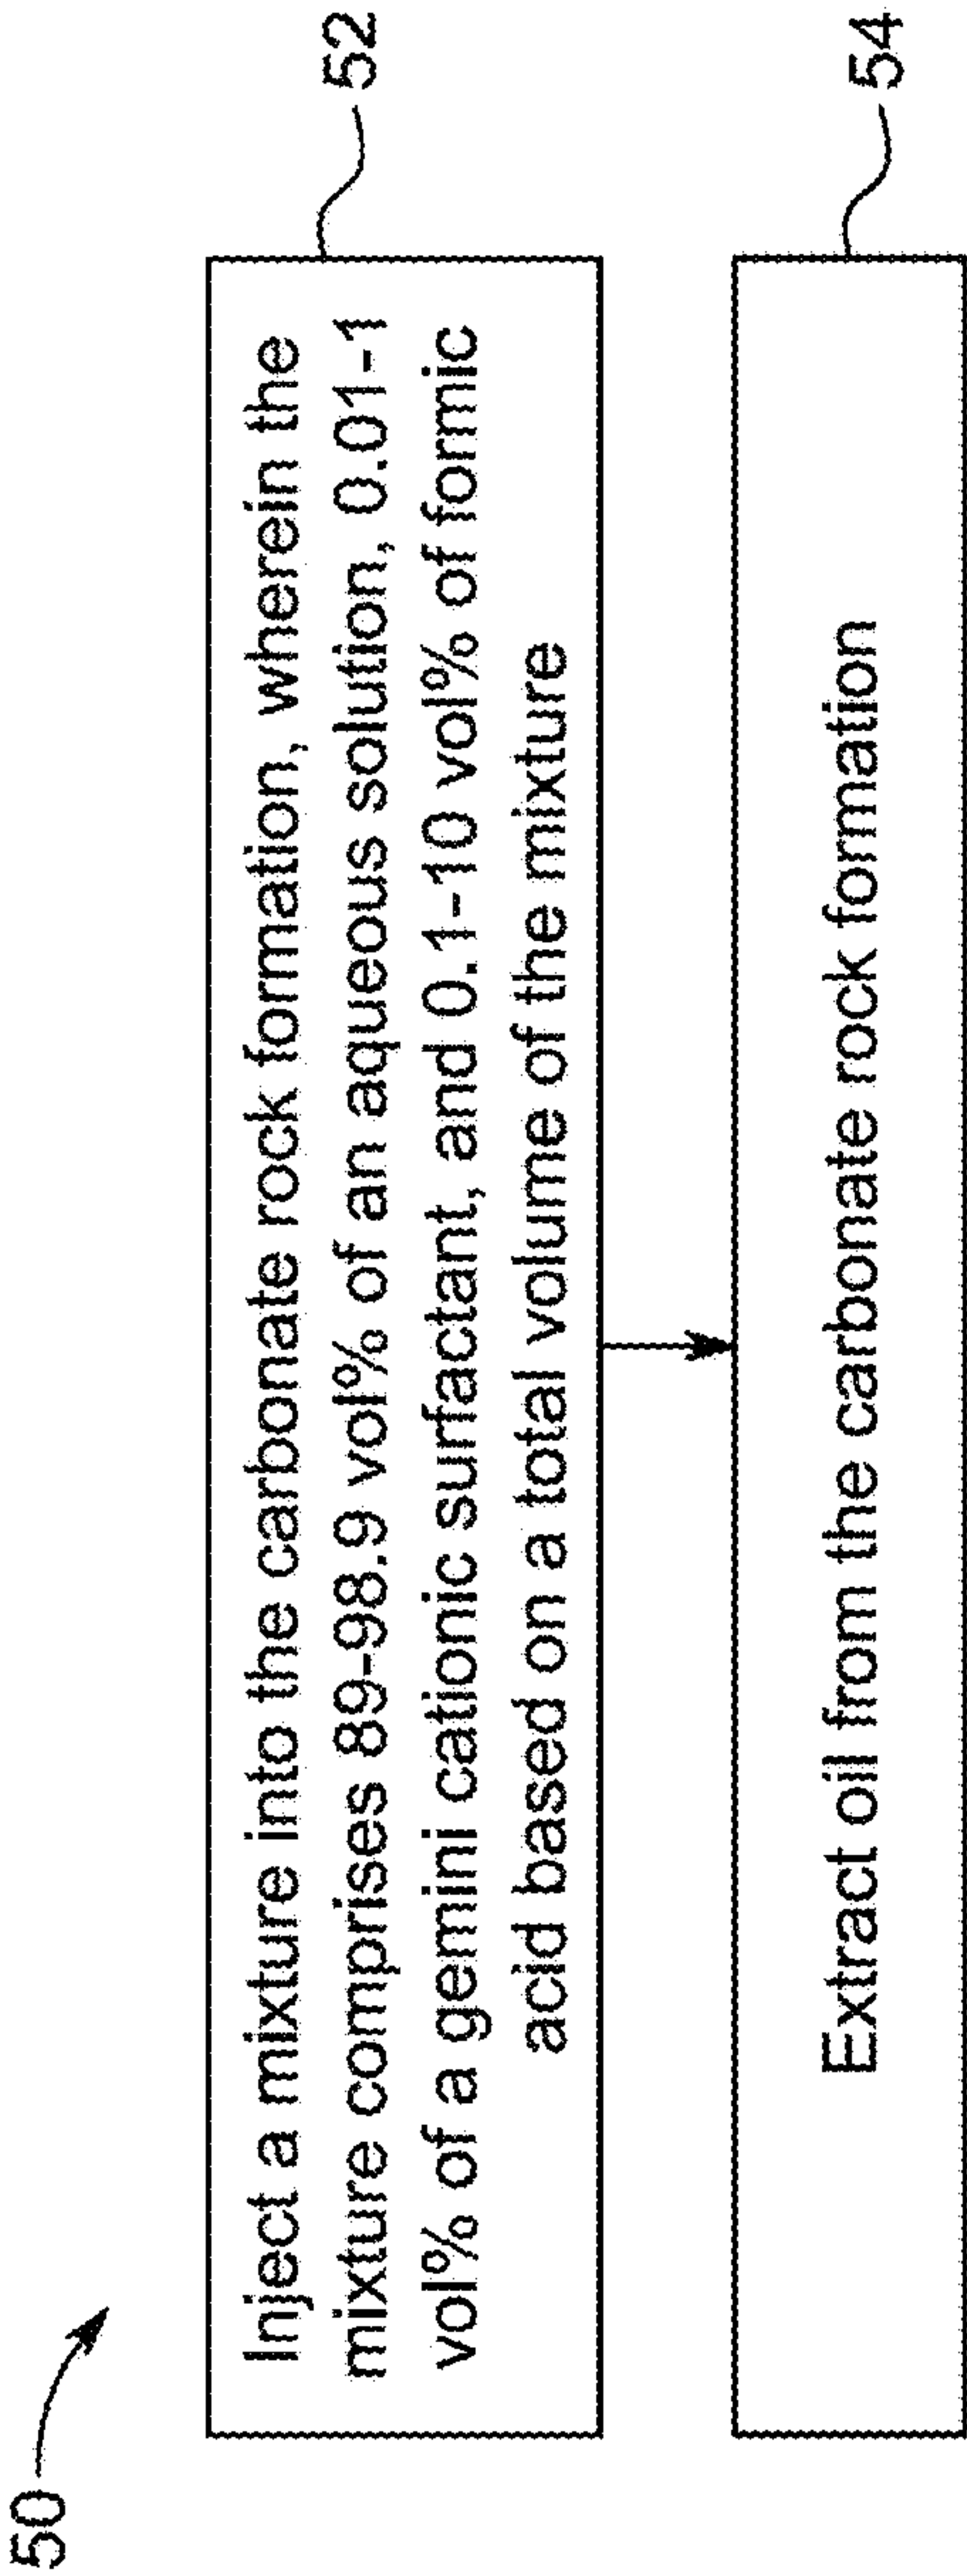 50
Inject a mixture into the carbonate rock formation, wherein the
mixture comprises 89-98.9 vol% of an aqueous solution, 0.01-1
vol% of a gemini cationic surfactant, and 0.1-10 vol% of formic
acid based on a total volume of the mixture
52
Extract oil from the carbonate rock formation
54